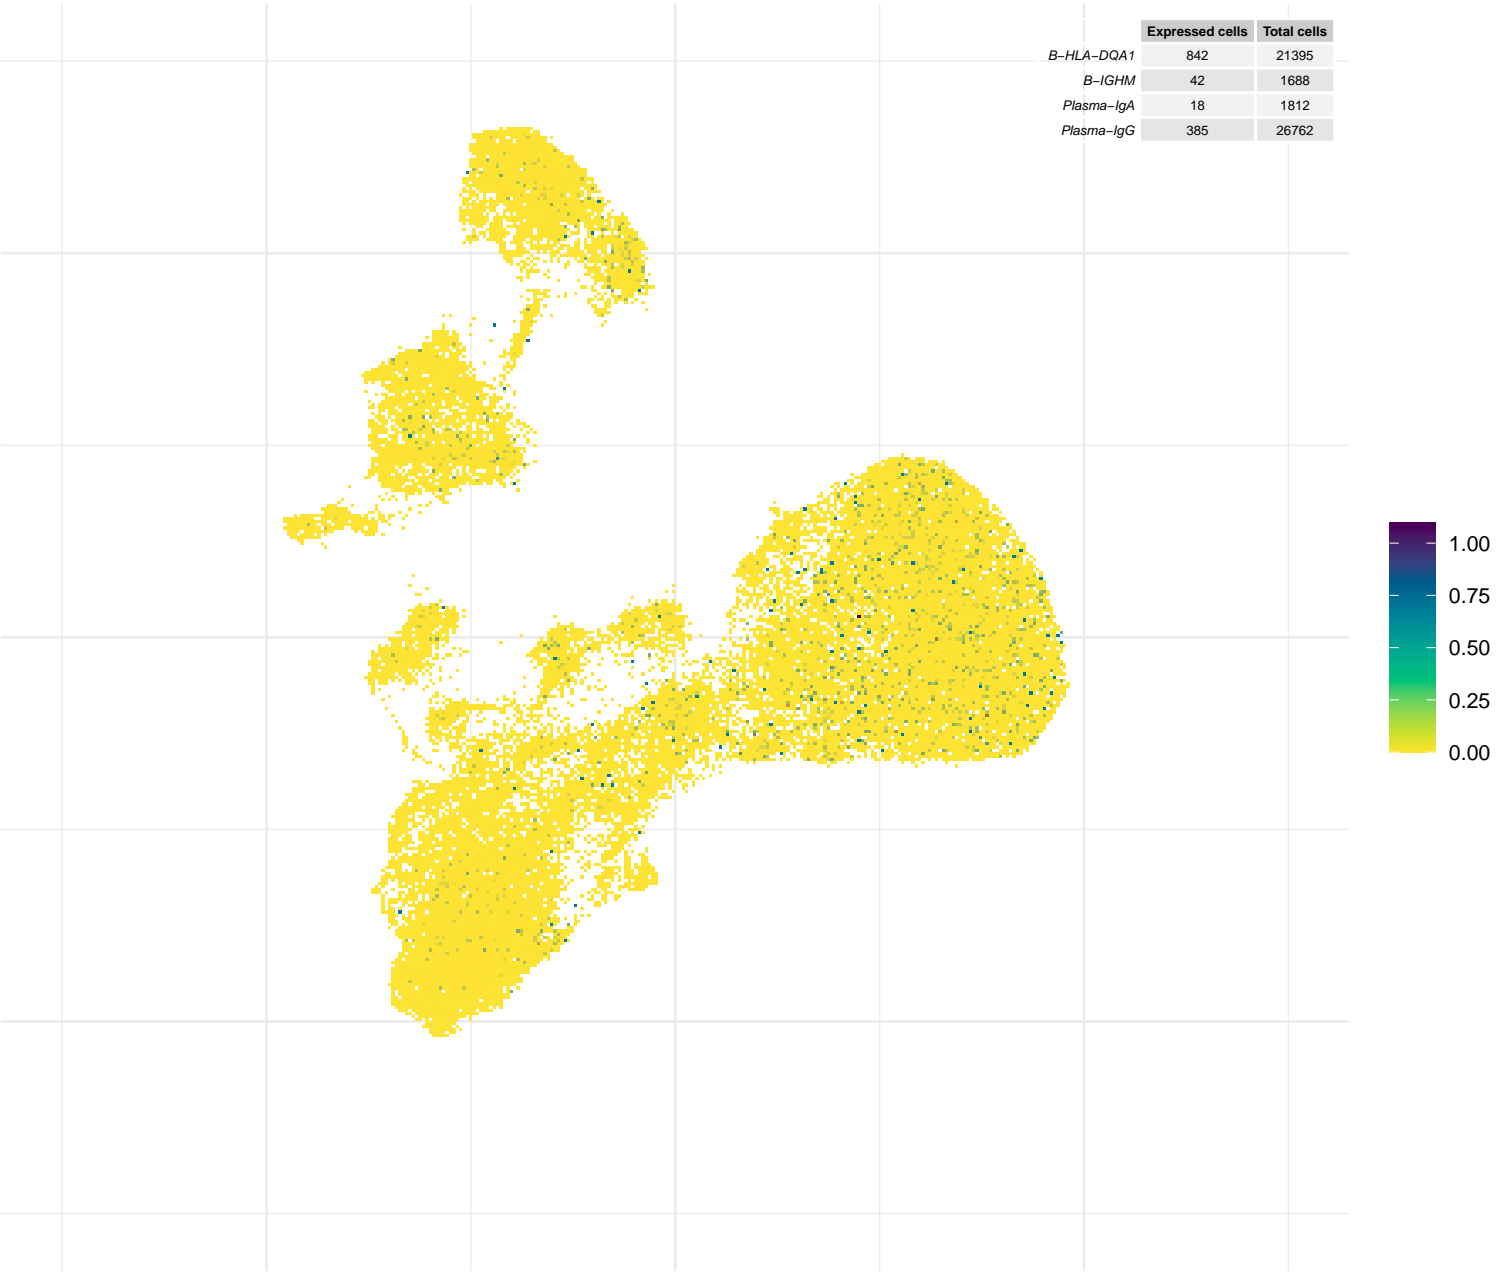 Expressed cells Total cells
B−HLA−DQA1 842 21395
B−IGHM 42 1688
Plasma−IgA 18 1812
Plasma−IgG 385 26762
1.00
0.75
0.50
0.25
0.00